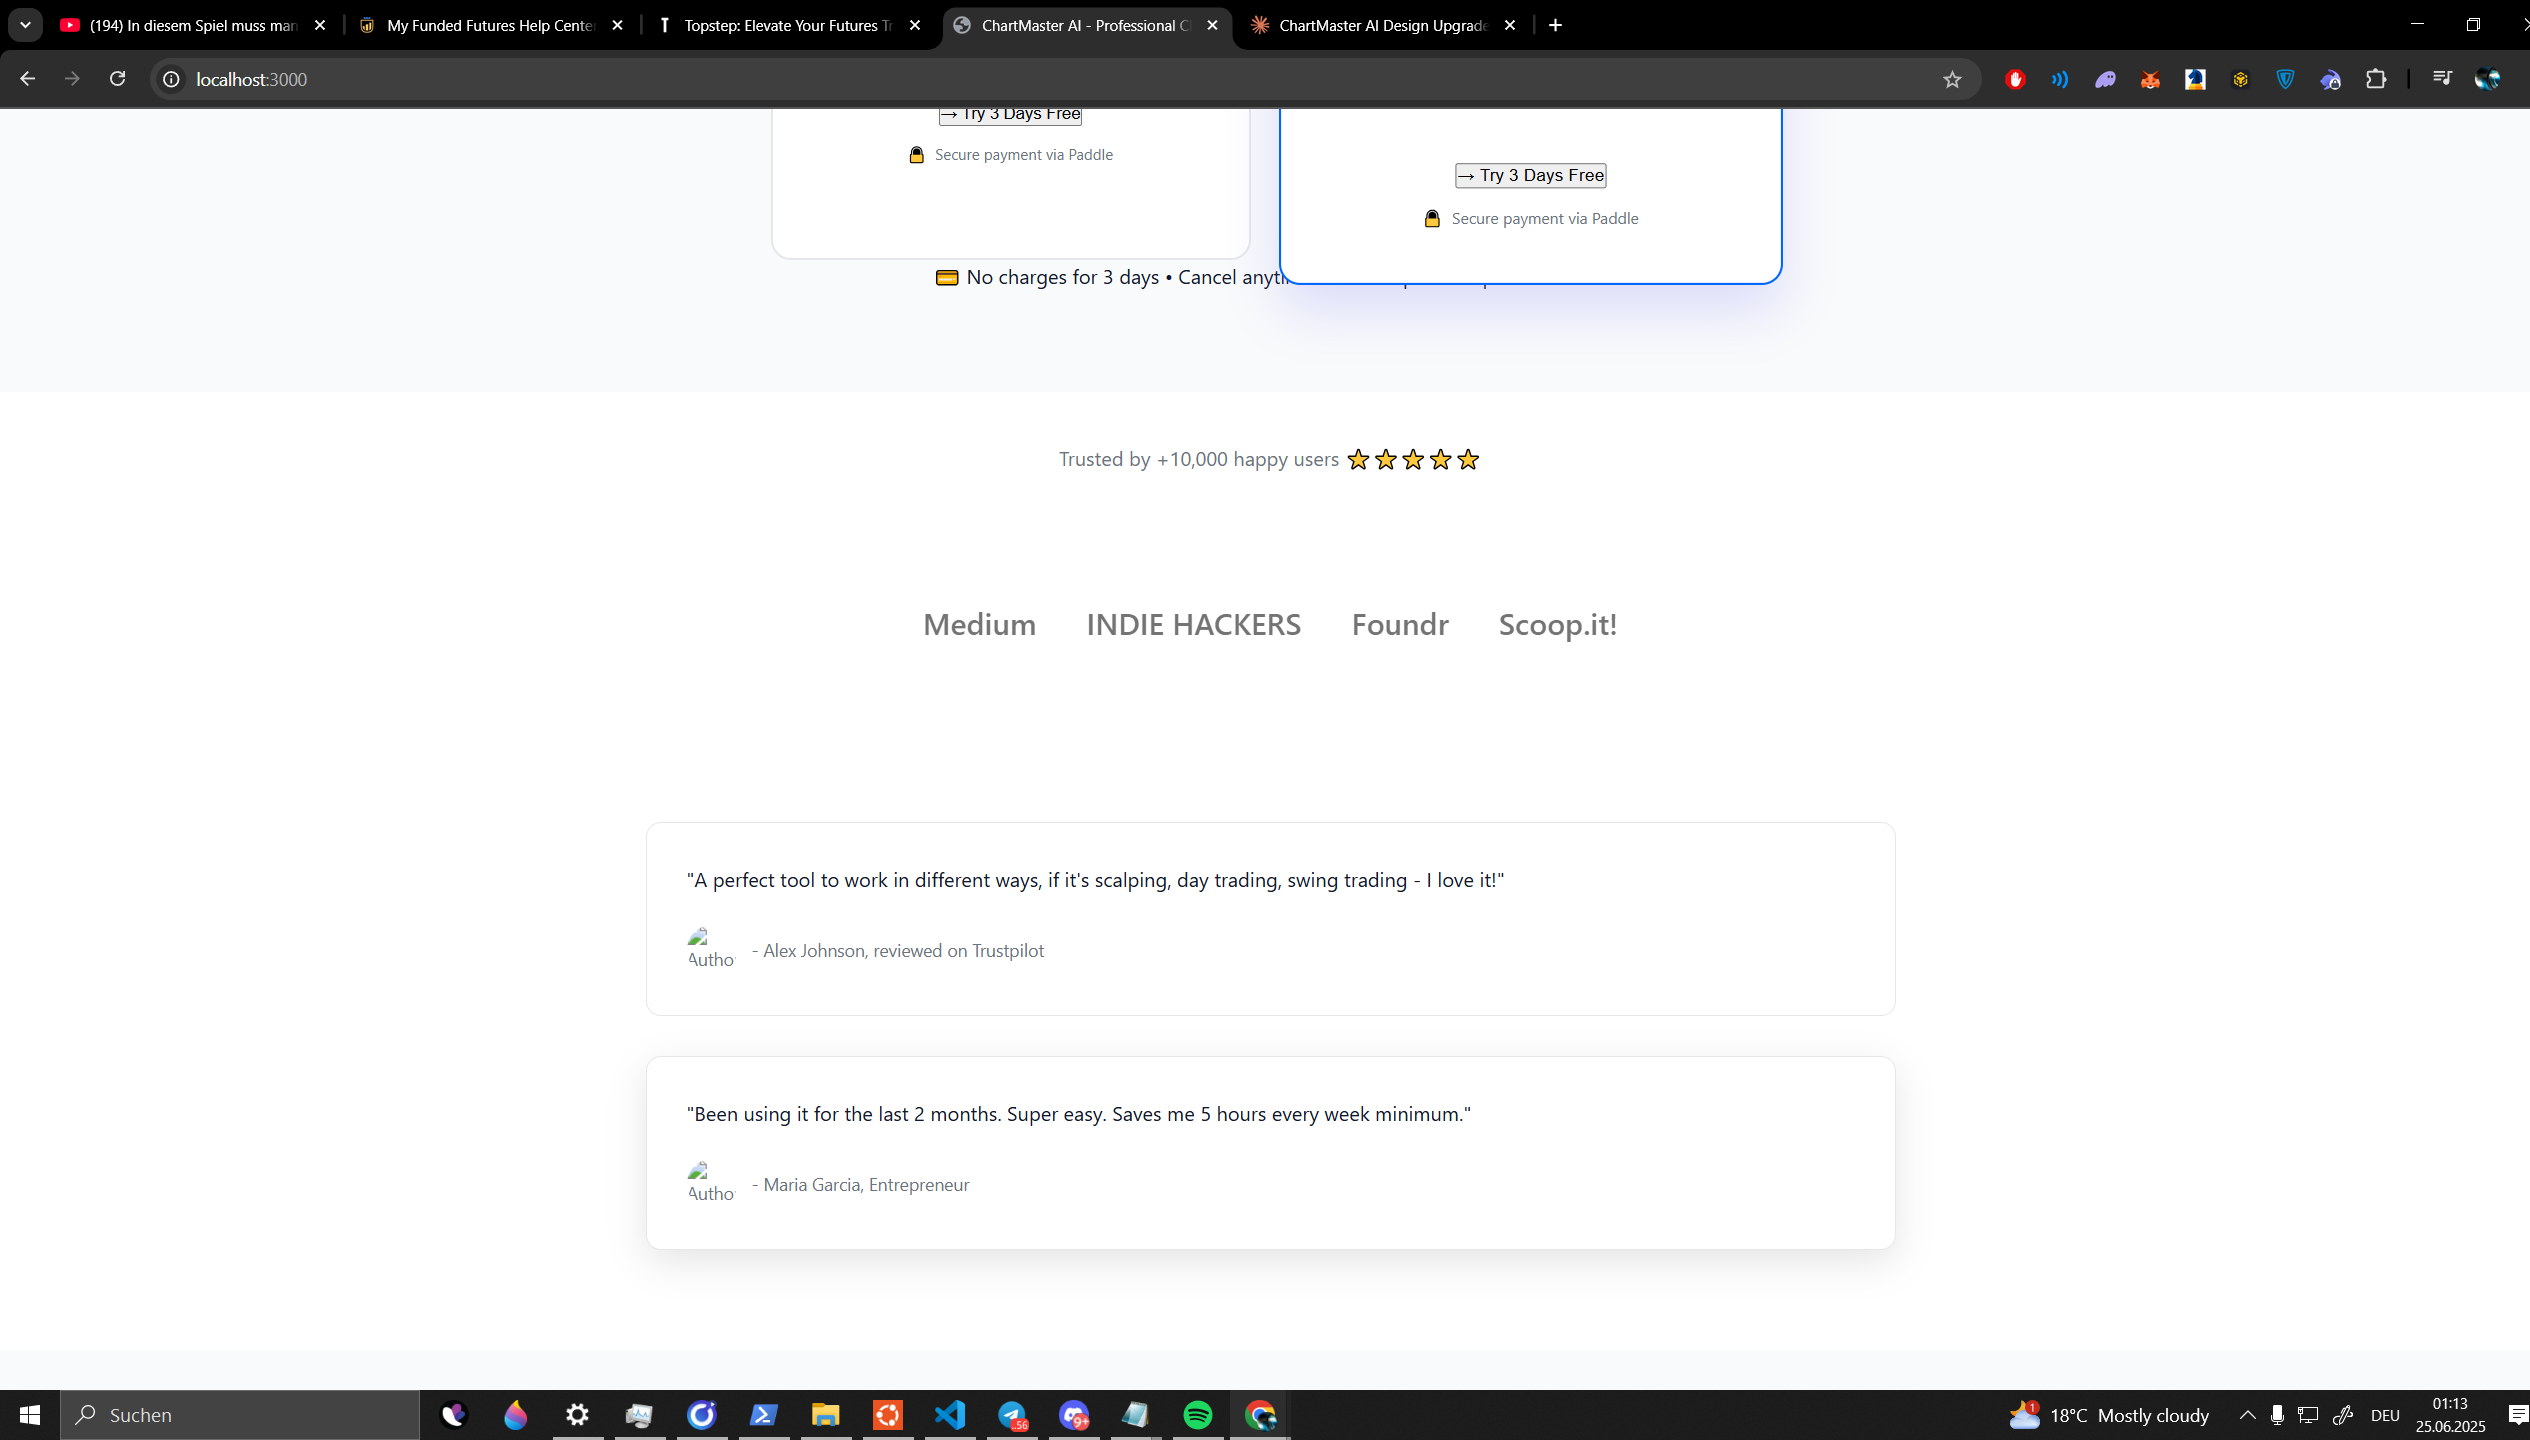 (194) In diesem Spiel muss man
My Funded Futures Help Center
Topstep: Elevate Your Futures Tr
ChartMaster AI - Professional C
ChartMaster AI Design Upgrade
localhost:3000
→ Try 3 Days Free
Secure payment via Paddle
→ Try 3 Days Free
Secure payment via Paddle
No charges for 3 days • Cancel
Trusted by +10,000 happy users
Medium INDIE HACKERS Foundr Scoop.it!
"A perfect tool to work in different ways, if it's scalping, day trading, swing trading - I love it!"
Autho
- Alex Johnson, reviewed on Trustpilot
"Been using it for the last 2 months. Super easy. Saves me 5 hours every week minimum."
Autho
- Maria Garcia, Entrepreneur
Suchen
56
9+
1
18°C Mostly cloudy
DEU
01:13
25.06.2025